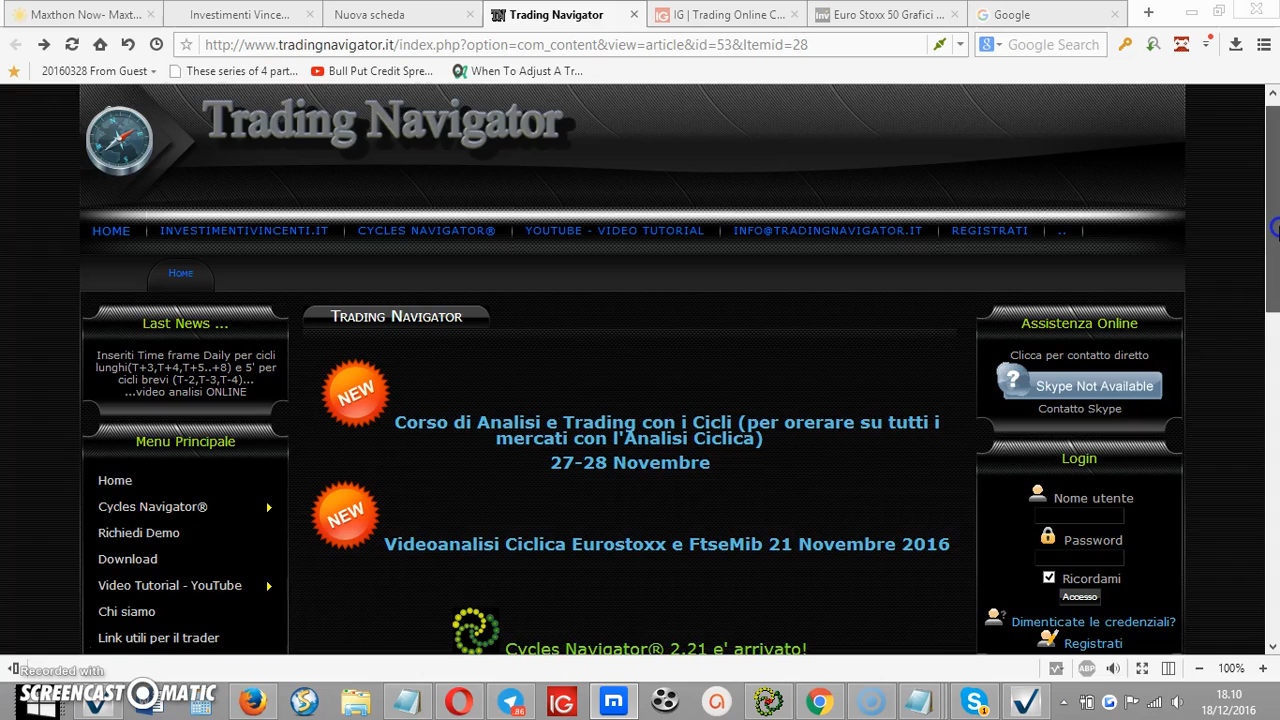 Maxthon Now- Maxt...
Investimenti Vince...
Nuova scheda
Trading Navigator
IG | Trading Online C...
Euro Stoxx 50 Grafici ...
Google
http://www.tradingnavigator.it/index.php?option=com_content&view=article&id=53&Itemid=28
Google Search
20160328 From Guest
These series of 4 part...
Bull Put Credit Spre...
When To Adjust A Tr...
Trading Navigator
HOME
INVESTIMENTIVINCENTI.IT
CYCLES NAVIGATOR®
YOUTUBE - VIDEO TUTORIAL
INFO@TRADINGNAVIGATOR.IT
REGISTRATI
..
Home
Last News ...
Inseriti Time frame Daily per cicli
lunghi(T+3,T+4,T+5..+8) e 5' per
cicli brevi (T-2,T-3,T-4)...
...video analisi ONLINE
Menu Principale
Home
Cycles Navigator®
Richiedi Demo
Download
Video Tutorial - YouTube
Chi siamo
Link utili per il trader
Trading Navigator
NEW
Corso di Analisi e Trading con i Cicli (per orerare su tutti i
mercati con l'Analisi Ciclica)
27-28 Novembre
NEW
Videoanalisi Ciclica Eurostoxx e FtseMib 21 Novembre 2016
Cycles Navigator® 2.21 e' arrivato!
Assistenza Online
Clicca per contatto diretto
Skype Not Available
Contatto Skype
Login
Nome utente
Password
Ricordami
Accesso
Dimenticate le credenziali?
Registrati
ABP
100%
Recorded with
SCREENCAST-O-MATIC
86
IG
1
18.10
18/12/2016